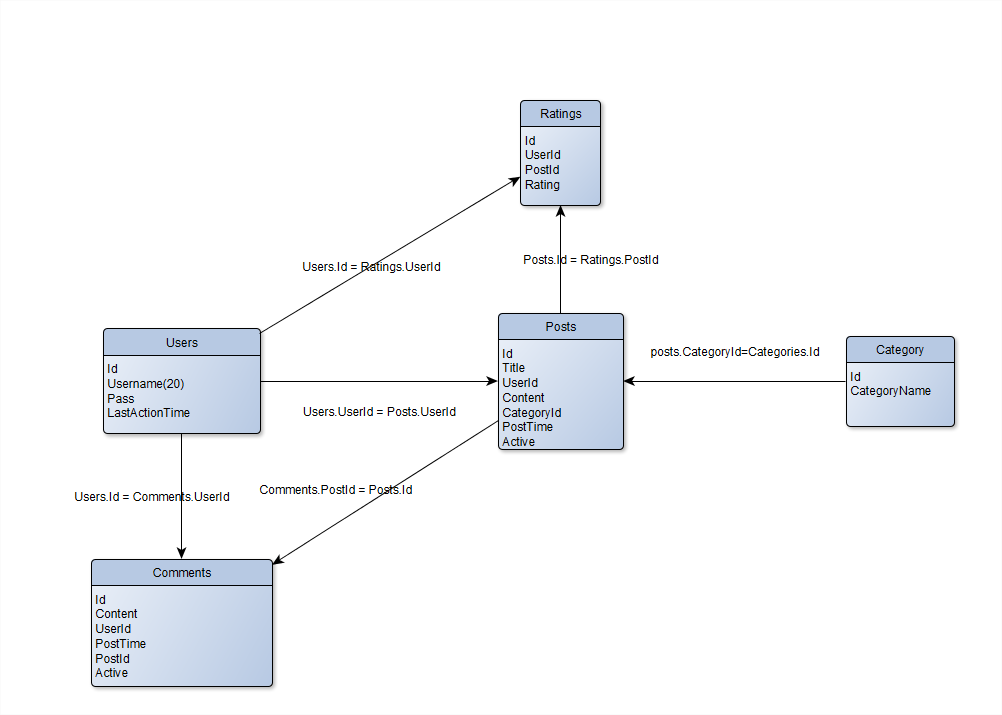 Ratings
Id
UserId
PostId
Rating
Users.Id = Ratings.UserId
Posts.Id = Ratings.PostId
Users
Id
Username(20)
Pass
LastActionTime
Posts
Id
Title
UserId
Content
CategoryId
PostTime
Active
posts.CategoryId=Categories.Id
Category
Id
CategoryName
Users.UserId = Posts.UserId
Users.Id = Comments.UserId
Comments.PostId = Posts.Id
Comments
Id
Content
UserId
PostTime
PostId
Active